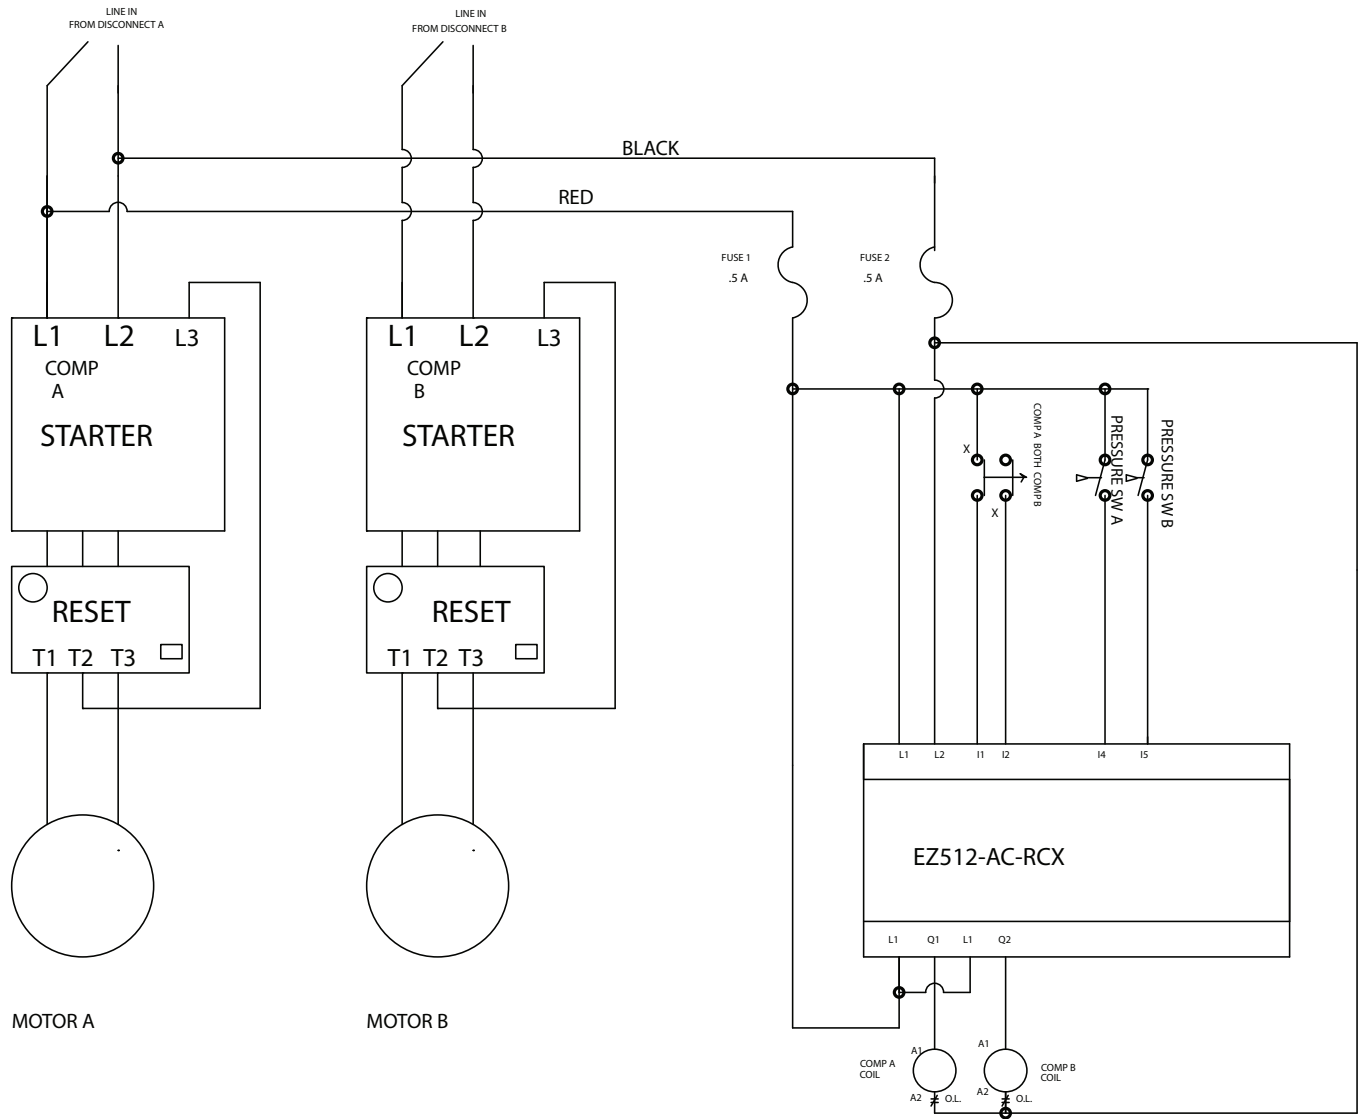 LINE IN
FROM DISCONNECT A
LINE IN
FROM DISCONNECT B
BLACK
RED
FUSE 1
.5 A
FUSE 2
.5 A
L1 L2 L3
COMP
A
STARTER
L1 L2 L3
COMP
B
STARTER
X
X
COMP A BOTH COMP B
PRESSURE SW A
PRESSURE SW B
RESET
T1 T2 T3
RESET
T1 T2 T3
L1 L2 I1 I2 I4 I5
EZ512-AC-RCX
L1 Q1 L1 Q2
MOTOR A
MOTOR B
A1
COMP A
COIL
A2
O.L.
A1
COMP B
COIL
A2
O.L.